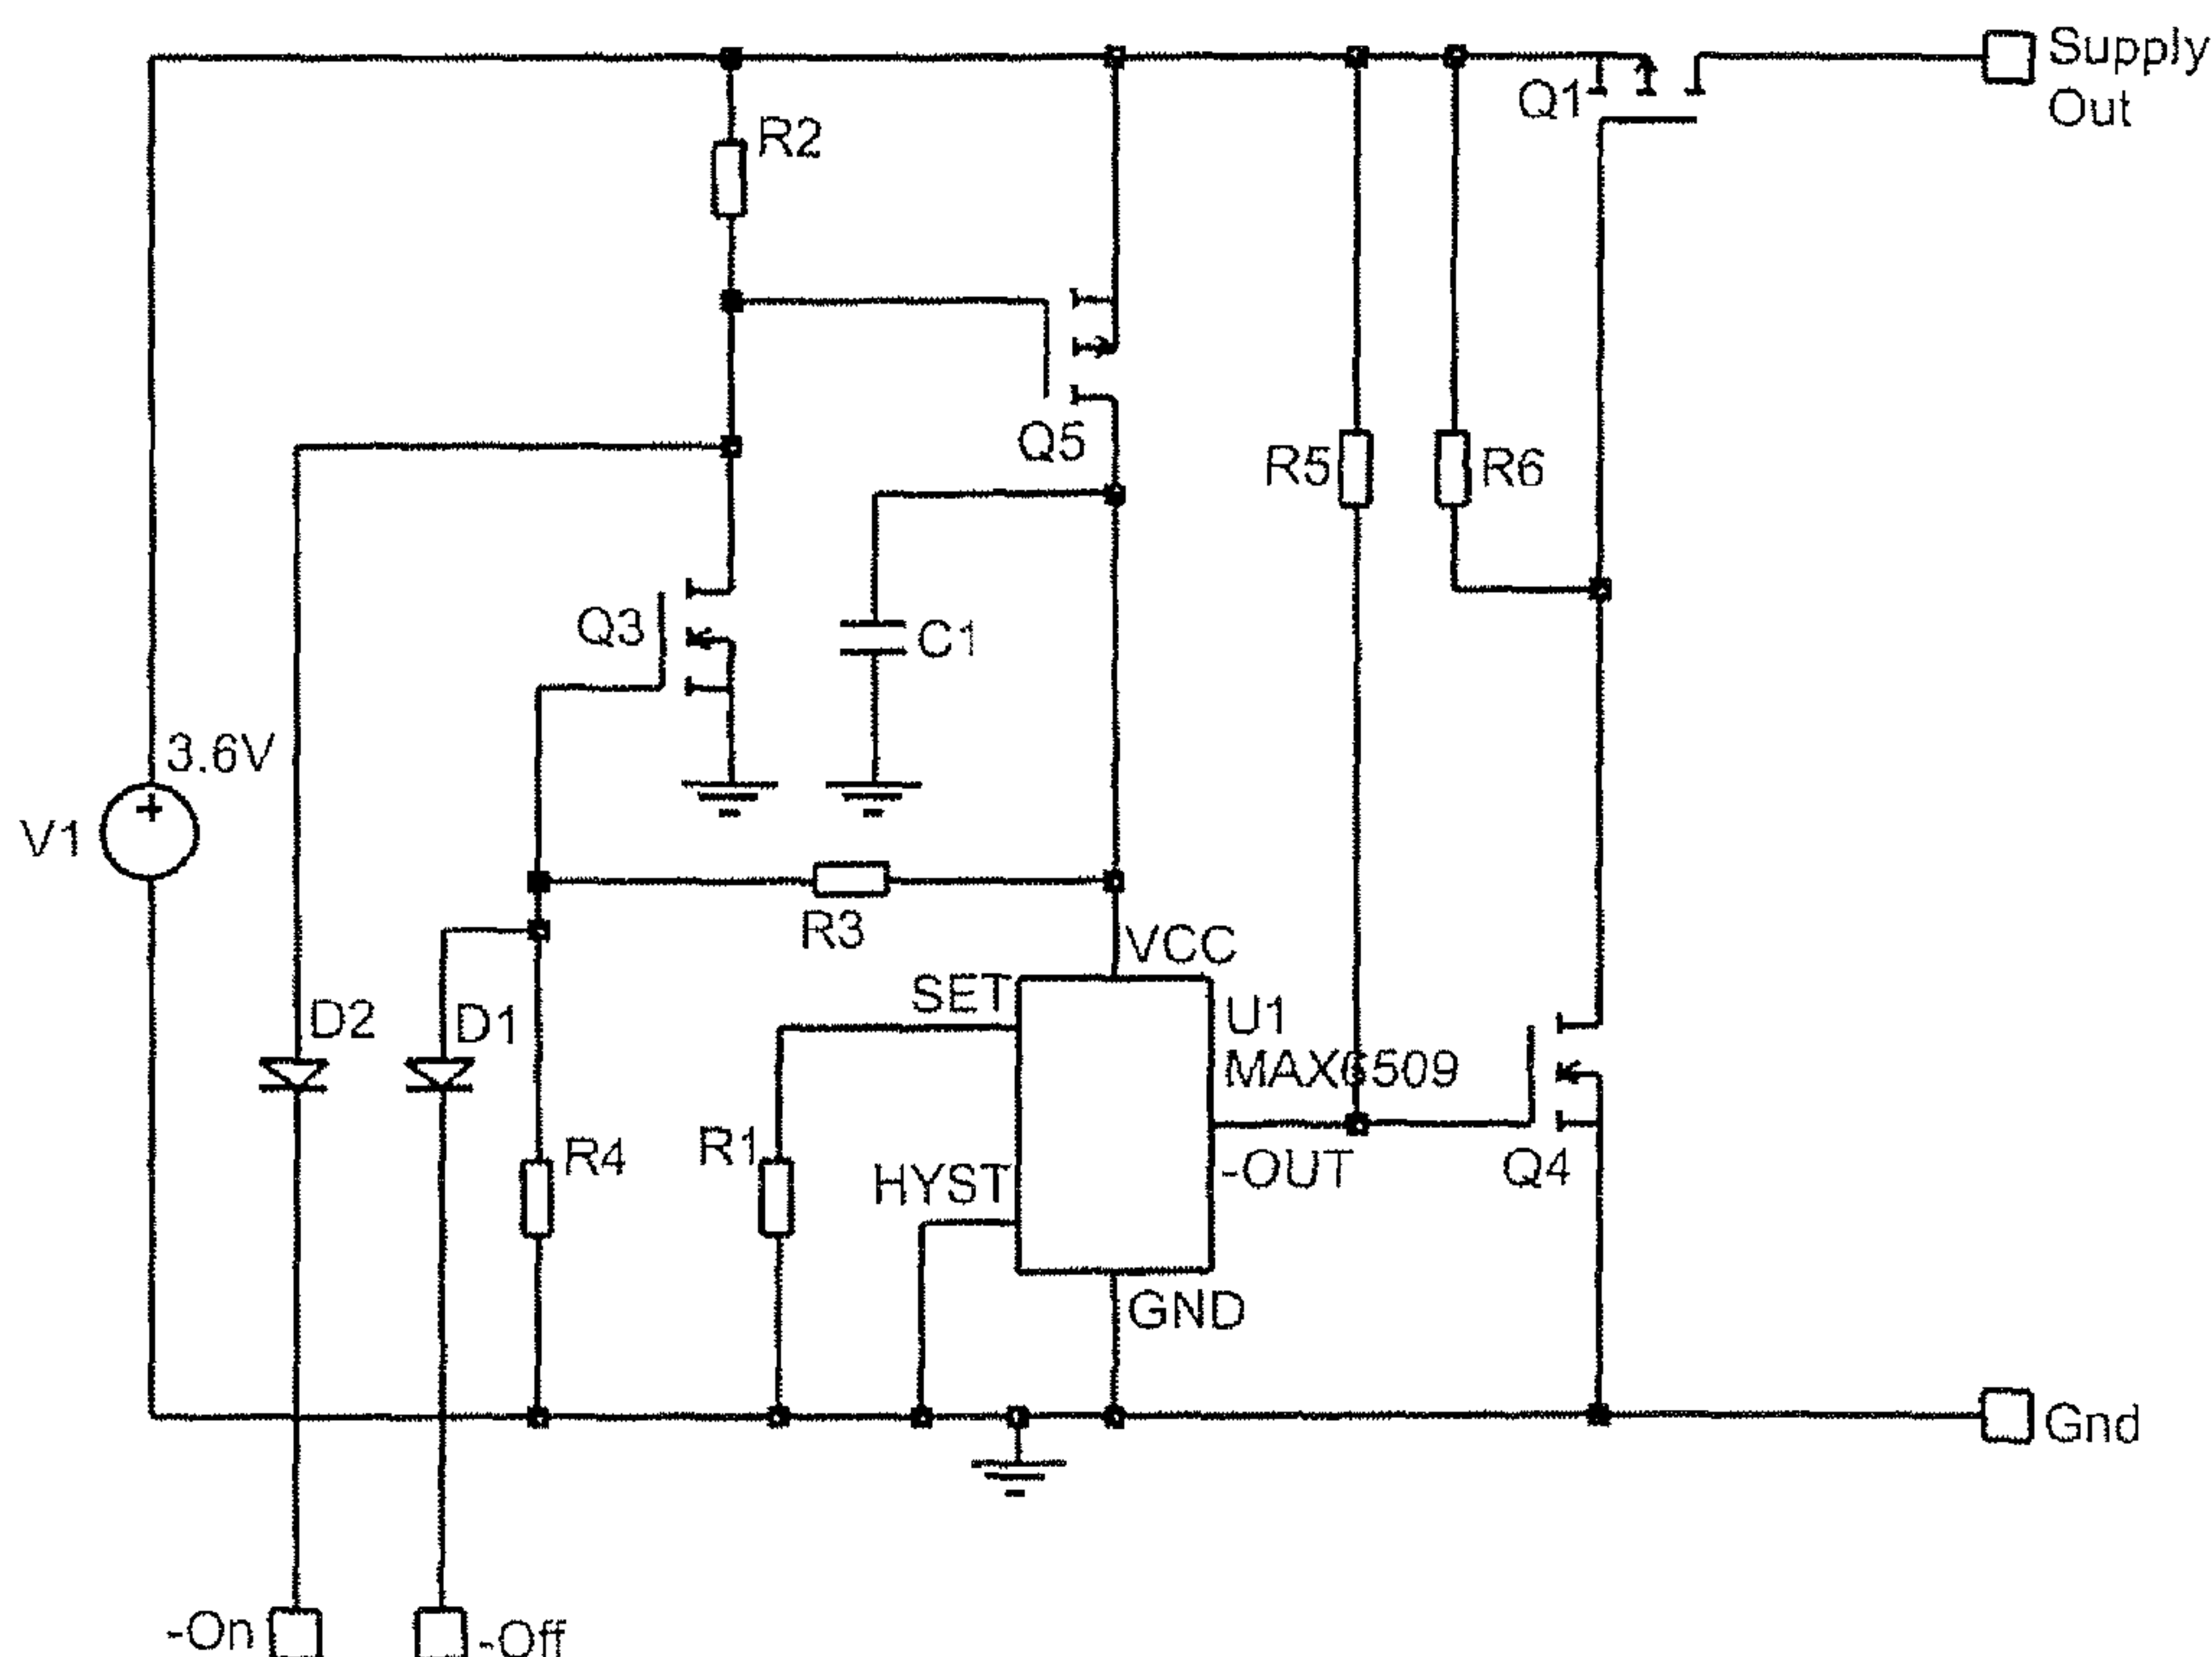 Supply
Out
Q1
R2
Q5
R5
R6
Q3
C1
3.6V
V1
R3
VCC
SET
D2
D1
U1
MAX6509
R4
R1
HYST
-OUT
Q4
GND
Gnd
-On
-Off